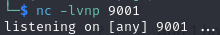 └─$ nc -lvnp 9001
listening on [any] 9001 ...